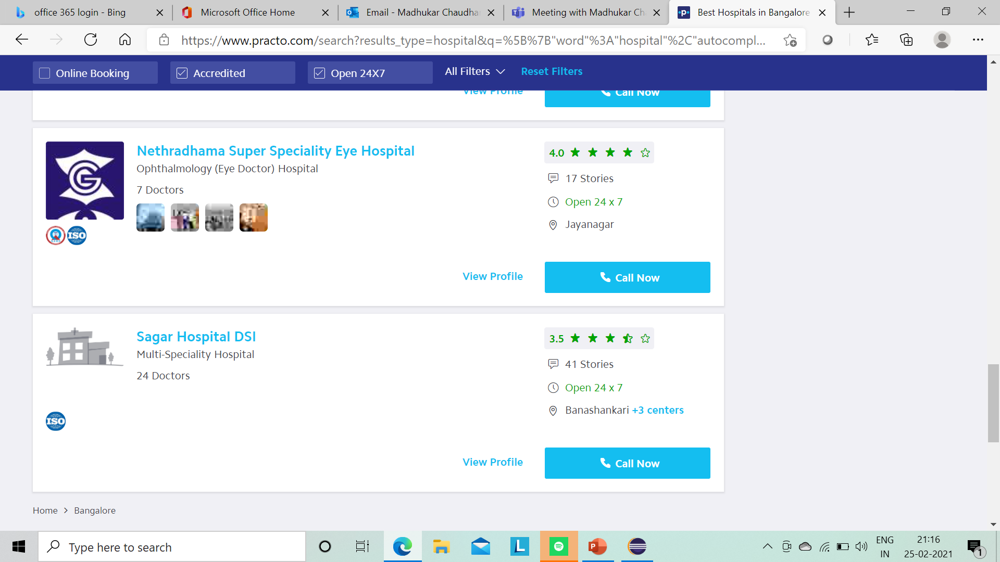 office 365 login - Bing
Microsoft Office Home
Email - Madhukar Chaudha
Meeting with Madhukar Ch
Best Hospitals in Bangalore
https://www.practo.com/search?results_type=hospital&q=%5B%7B"word"%3A"hospital"%2C"autocompl...
Online Booking
Accredited
Open 24X7
All Filters
Reset Filters
View Profile
Call Now
Nethradhama Super Speciality Eye Hospital
Ophthalmology (Eye Doctor) Hospital
7 Doctors
ISO
4.0
17 Stories
Open 24 x 7
Jayanagar
View Profile
Call Now
Sagar Hospital DSI
Multi-Speciality Hospital
24 Doctors
ISO
3.5
41 Stories
Open 24 x 7
Banashankari +3 centers
View Profile
Call Now
Home > Bangalore
Type here to search
ENG
IN
21:16
25-02-2021
1